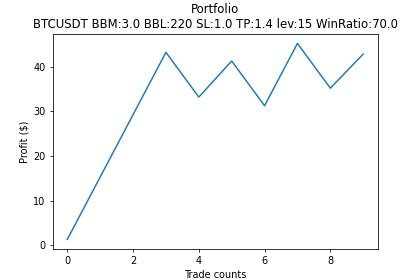 Portfolio
BTCUSDT BBM:3.0 BBL:220 SL:1.0 TP:1.4 lev:15 WinRatio:70.0
40
30
20
10
0
Profit ($)
0 2 4 6 8
Trade counts